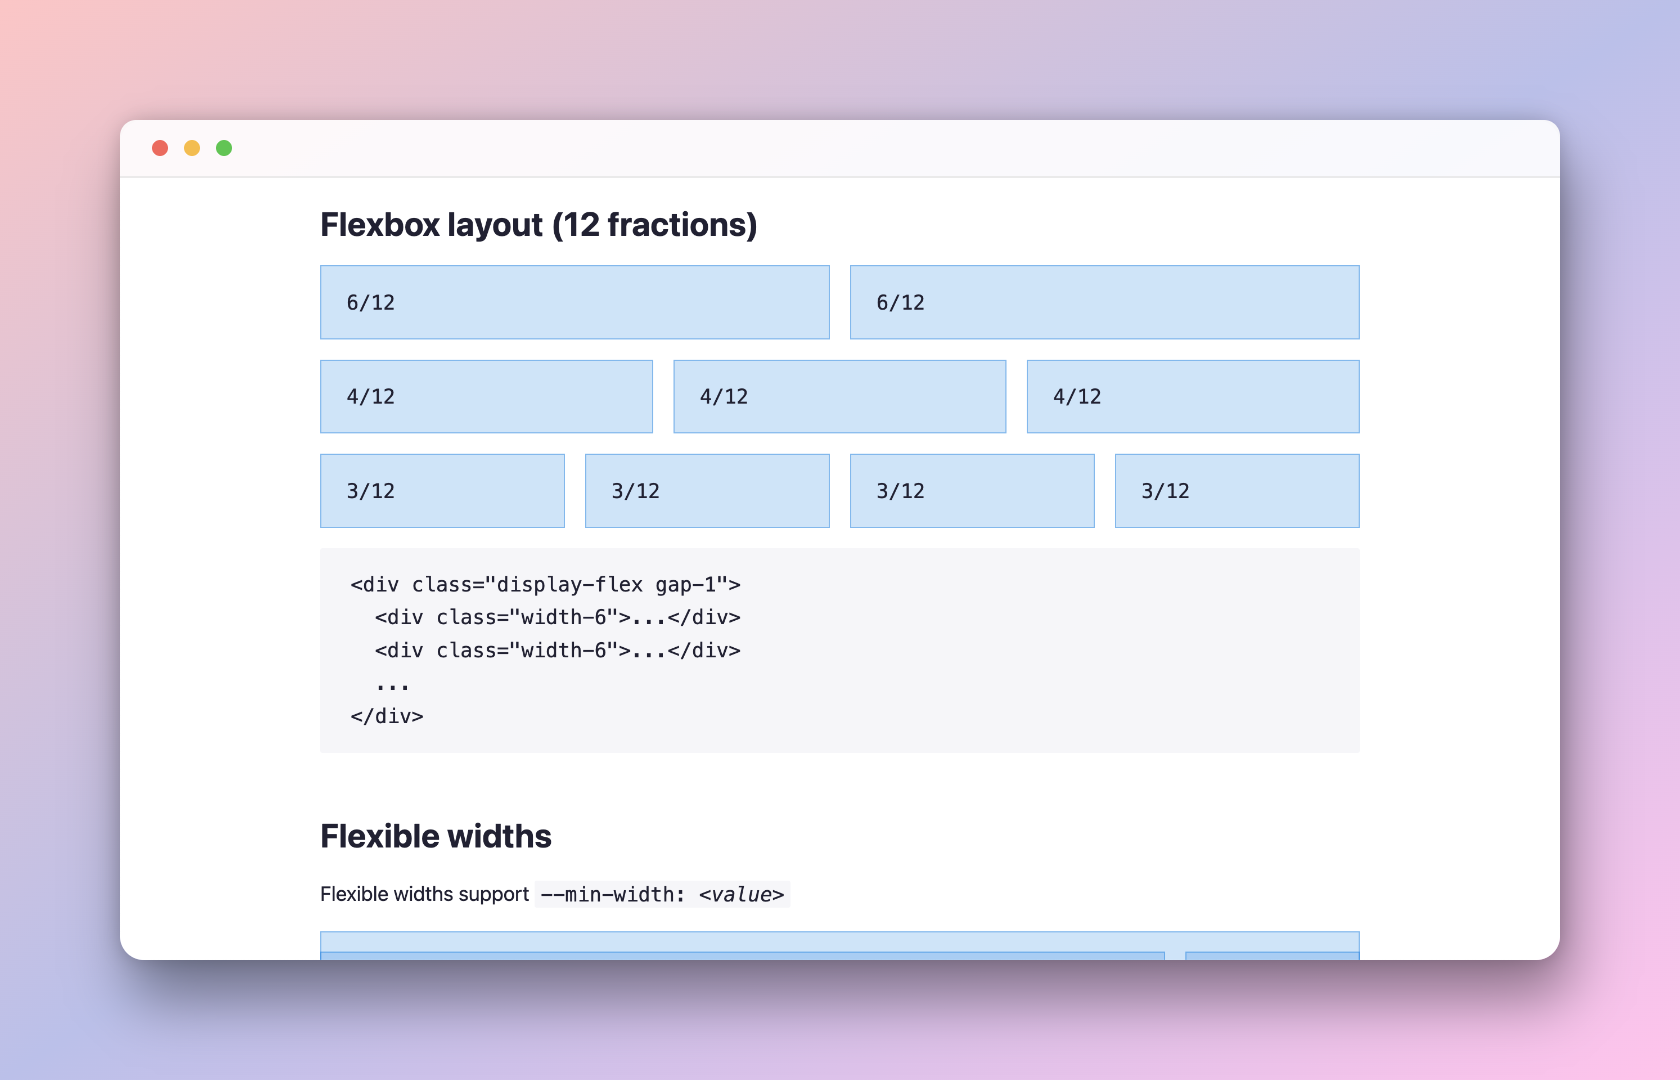 Flexbox layout (12 fractions)
6/12 6/12
4/12 4/12 4/12
3/12 3/12 3/12 3/12
<div class="display-flex gap-1">
  <div class="width-6">...</div>
  <div class="width-6">...</div>
  ...
</div>
Flexible widths
Flexible widths support --min-width: <value>